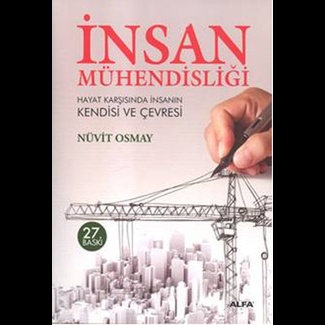 İNSAN
MÜHENDİSLİĞİ
HAYAT KARŞISINDA İNSANIN
KENDİSİ VE ÇEVRESİ
NÜVİT OSMAY
27.
BASKI
ALFA